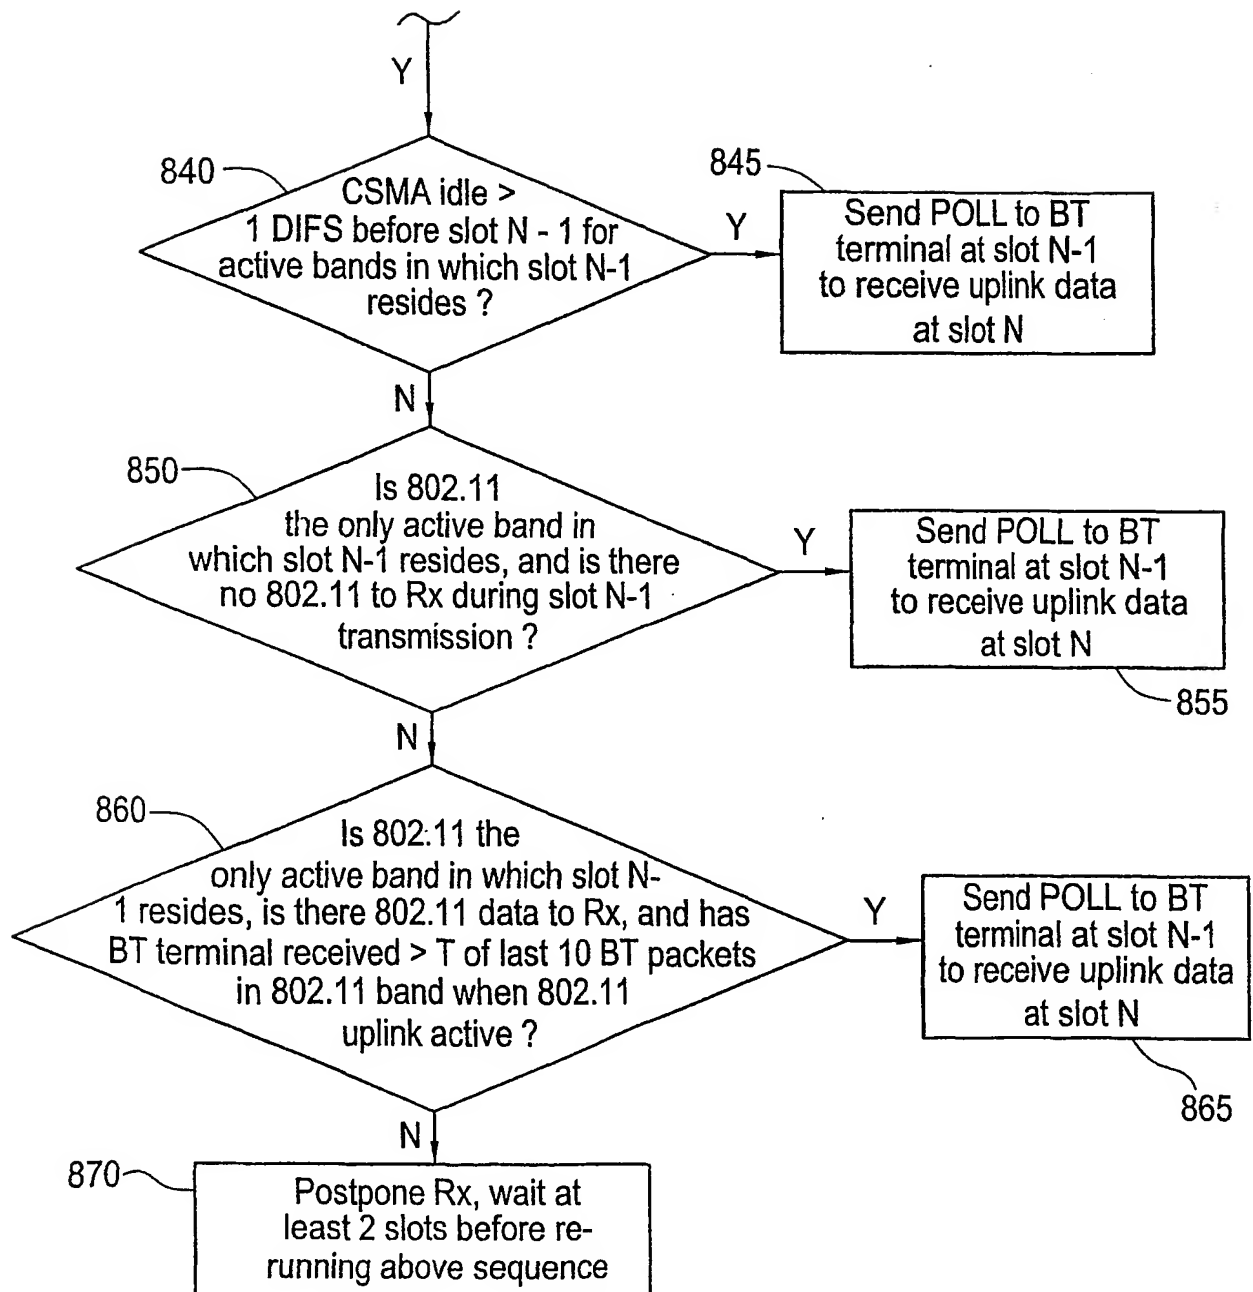 Y
840
CSMA idle >
1 DIFS before slot N - 1 for
active bands in which slot N-1
resides ?
Y
845
Send POLL to BT
terminal at slot N-1
to receive uplink data
at slot N
N
850
Is 802.11
the only active band in
which slot N-1 resides, and is there
no 802.11 to Rx during slot N-1
transmission ?
Y
Send POLL to BT
terminal at slot N-1
to receive uplink data
at slot N
855
N
860
Is 802.11 the
only active band in which slot N-
1 resides, is there 802.11 data to Rx, and has
BT terminal received > T of last 10 BT packets
in 802.11 band when 802.11
uplink active ?
Y
Send POLL to BT
terminal at slot N-1
to receive uplink data
at slot N
865
N
870
Postpone Rx, wait at
least 2 slots before re-
running above sequence